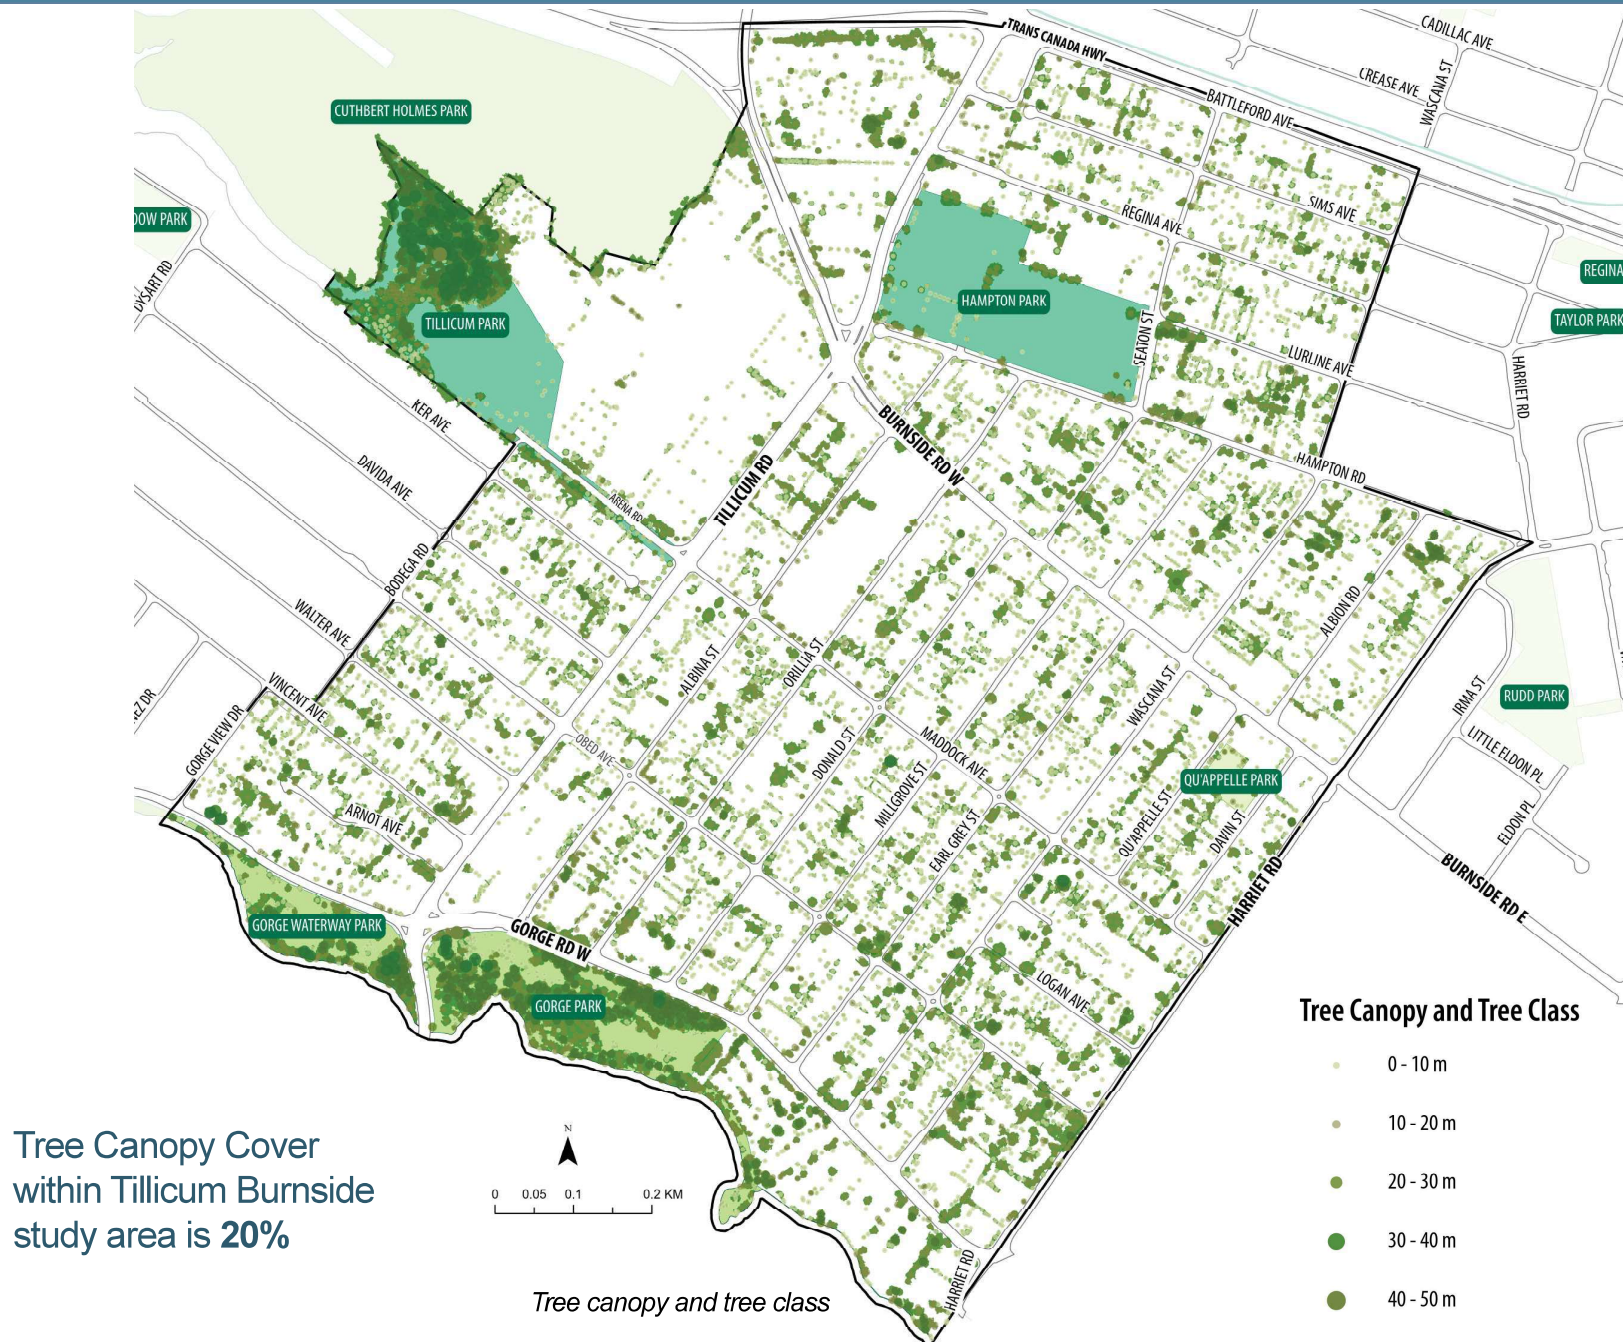 TRANS CANADA HWY
CADILLAC AVE
CREASE AVE
WASCANA ST
BATTLEFORD AVE
CUTHBERT HOLMES PARK
DOW PARK
DYSART RD
SIMS AVE
REGINA AVE
REGINA
TAYLOR PARK
HAMPTON PARK
TILLICUM PARK
SEATON ST
LURLINE AVE
HARRIET RD
KER AVE
BURNSIDE RD W
HAMPTON RD
DAVIDA AVE
TILLICUM RD
ARENA RD
BODEGA RD
WALTER AVE
ALBION RD
ALBINA ST
ORILLIA ST
WASCANA ST
IRMA ST
RUDD PARK
VINCENT AVE
EZ DR
GORGE VIEW DR
OBED AVE
DONALD ST
MADDOCK AVE
LITTLE ELDON PL
QU'APPELLE PARK
MILLGROVE ST
ARNOT AVE
EARL GREY ST
QU'APPELLE ST
DAVIN ST
ELDON PL
HARRIET RD
BURNSIDE RD E
GORGE WATERWAY PARK
GORGE RD W
LOGAN AVE
GORGE PARK
HARRIET RD
Tree Canopy and Tree Class
0 - 10 m
10 - 20 m
20 - 30 m
30 - 40 m
40 - 50 m
Tree Canopy Cover
within Tillicum Burnside
study area is 20%
N
0 0.05 0.1 0.2 KM
Tree canopy and tree class